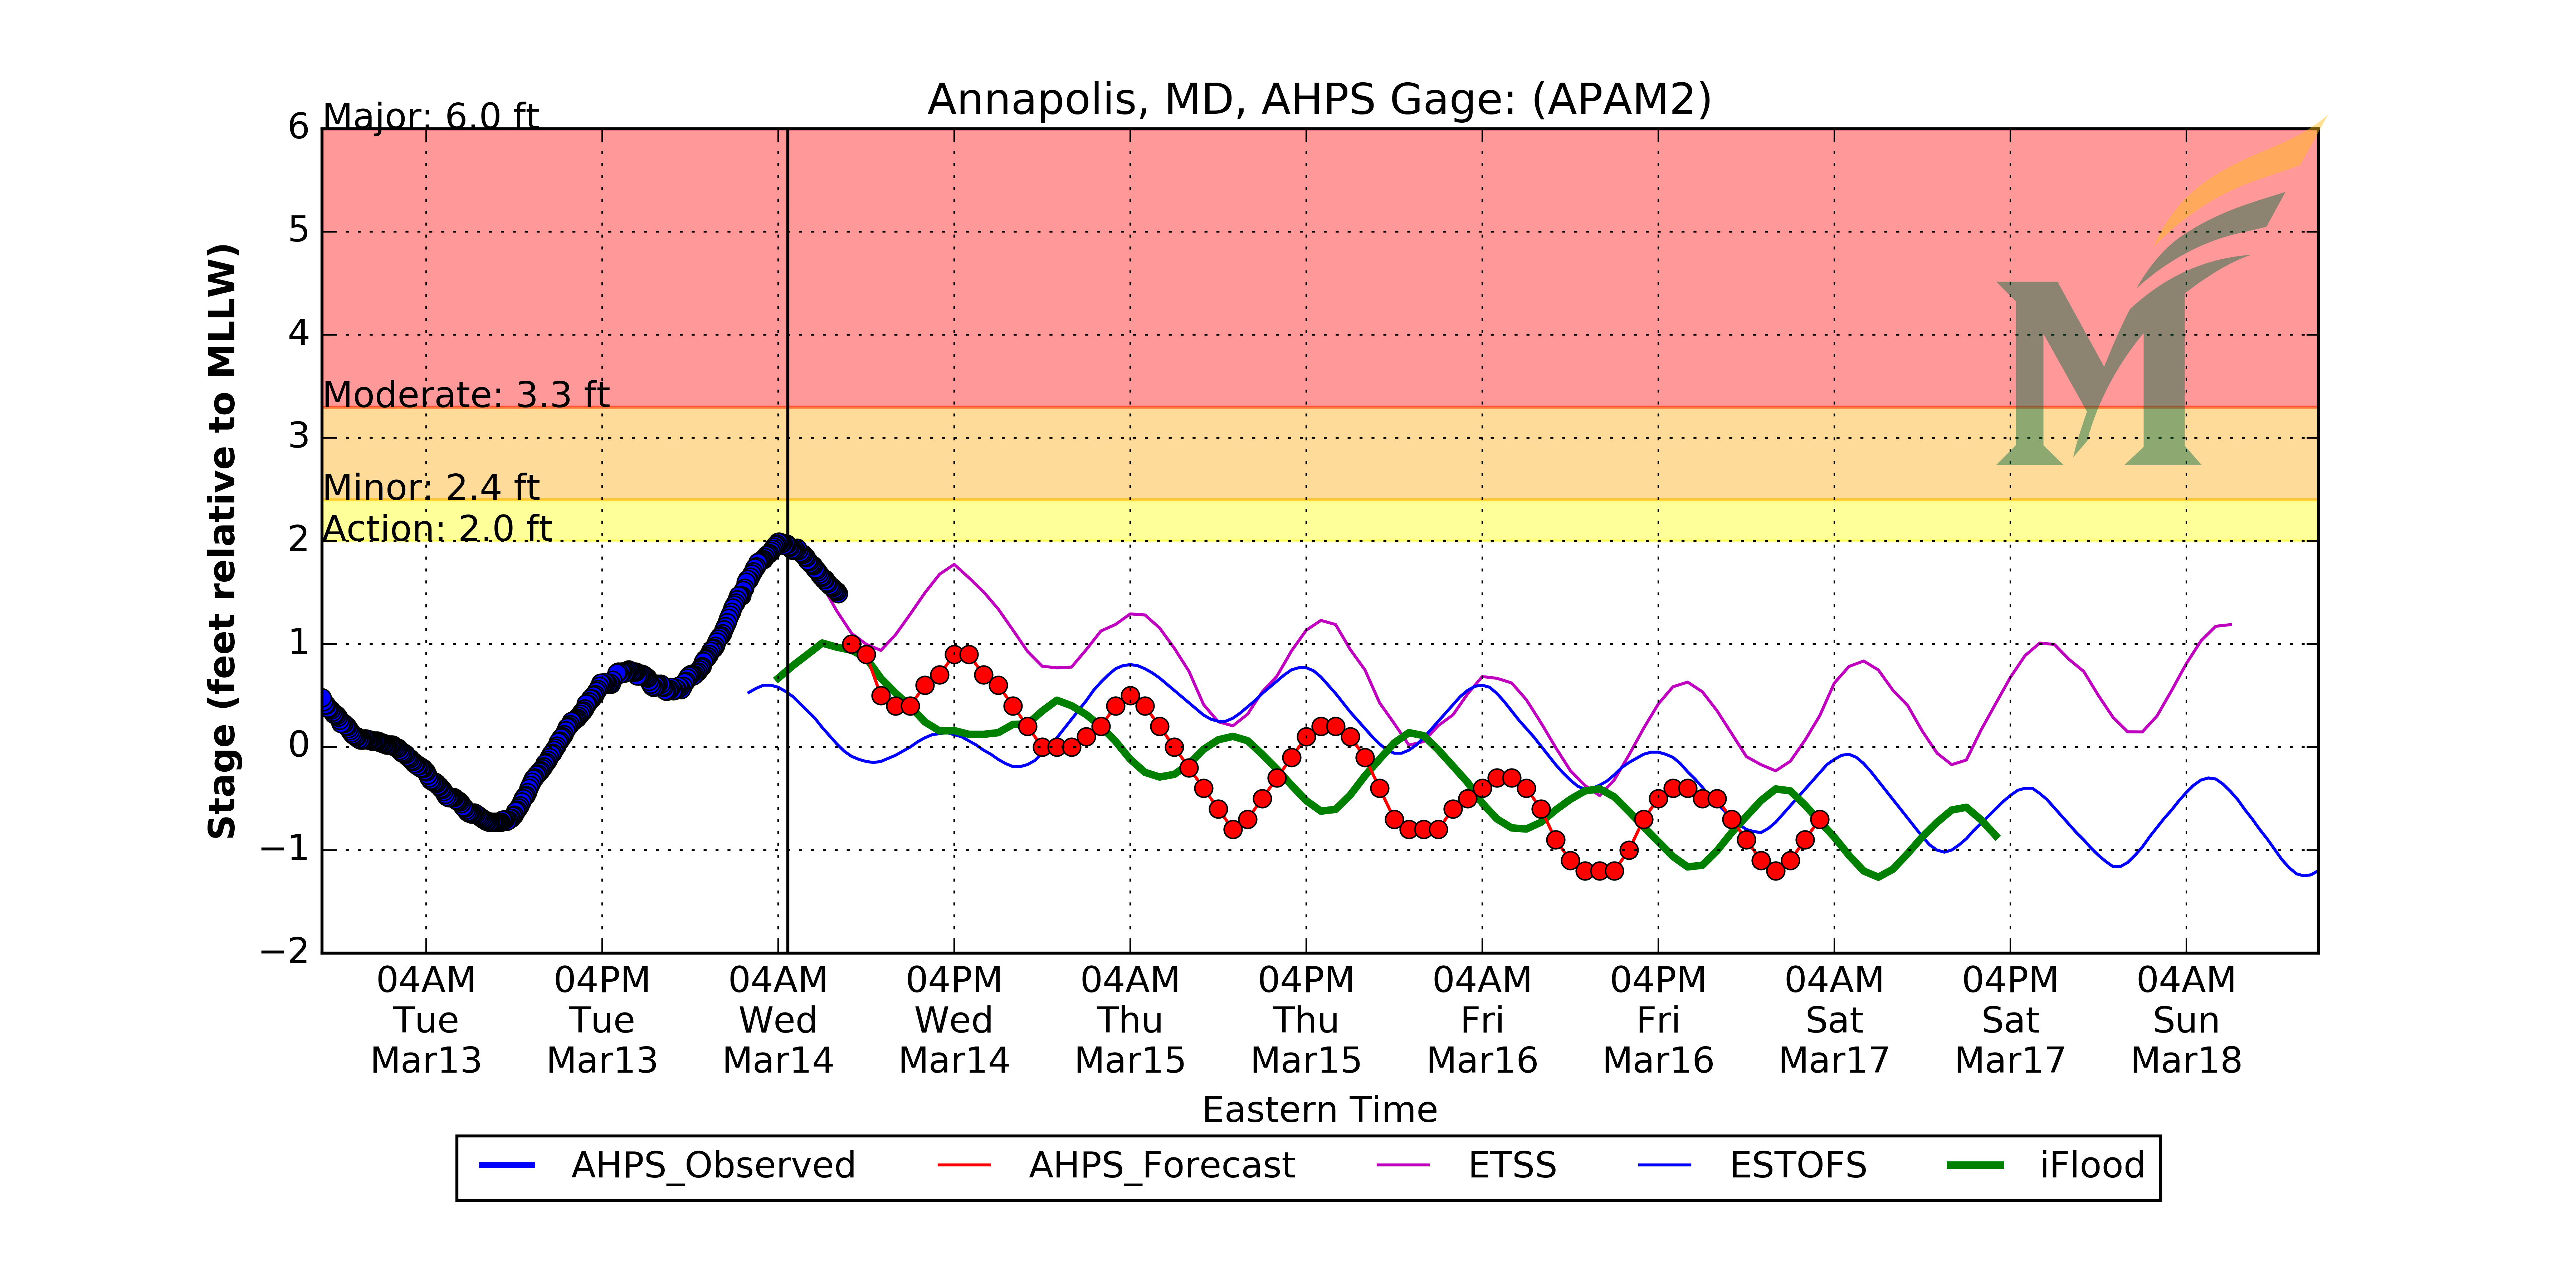 Annapolis, MD, AHPS Gage: (APAM2)
Major: 6.0 ft
Moderate: 3.3 ft
Minor: 2.4 ft
Action: 2.0 ft
Stage (feet relative to MLLW)
6
5
4
3
2
1
0
−1
−2
04AM 04PM 04AM 04PM 04AM 04PM 04AM 04PM 04AM 04PM 04AM
Tue Tue Wed Wed Thu Thu Fri Fri Sat Sat Sun
Mar13 Mar13 Mar14 Mar14 Mar15 Mar15 Mar16 Mar16 Mar17 Mar17 Mar18
Eastern Time
AHPS_Observed AHPS_Forecast ETSS ESTOFS iFlood
M